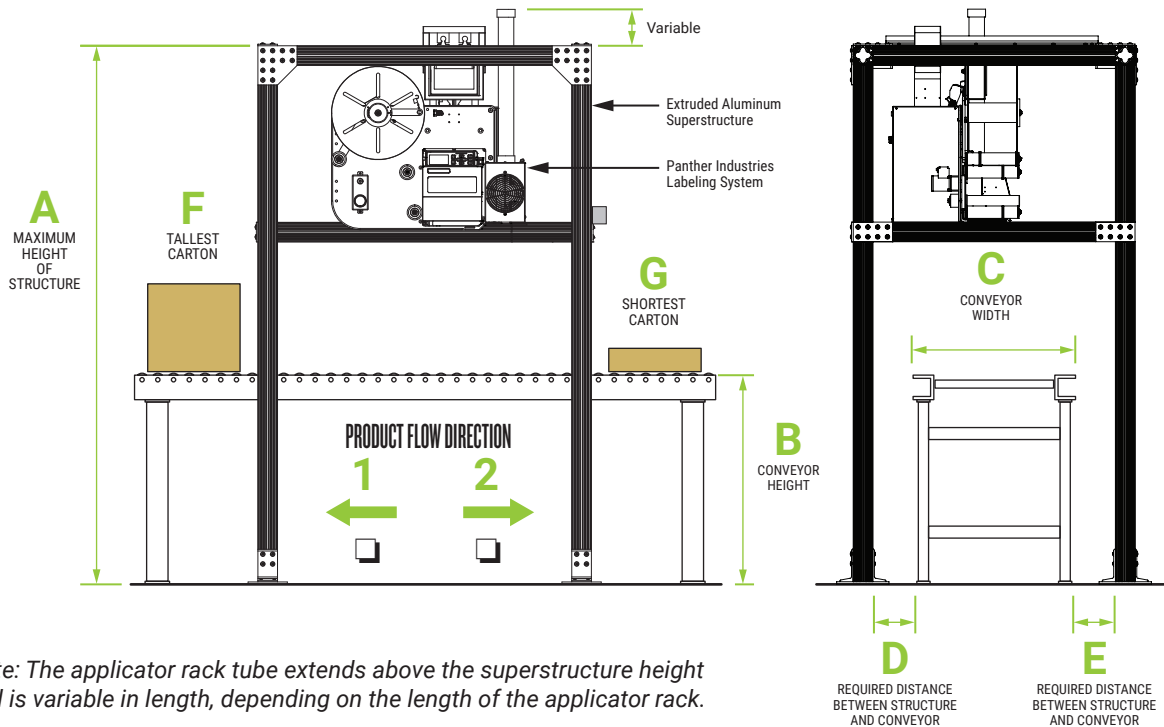 Variable
Extruded Aluminum
Superstructure
Panther Industries
Labeling System
A
MAXIMUM
HEIGHT
OF
STRUCTURE
F
TALLEST
CARTON
G
SHORTEST
CARTON
C
CONVEYOR
WIDTH
PRODUCT FLOW DIRECTION
1 2
B
CONVEYOR
HEIGHT
D
REQUIRED DISTANCE
BETWEEN STRUCTURE
AND CONVEYOR
E
REQUIRED DISTANCE
BETWEEN STRUCTURE
AND CONVEYOR
The applicator rack tube extends above the superstructure height
is variable in length, depending on the length of the applicator rack.